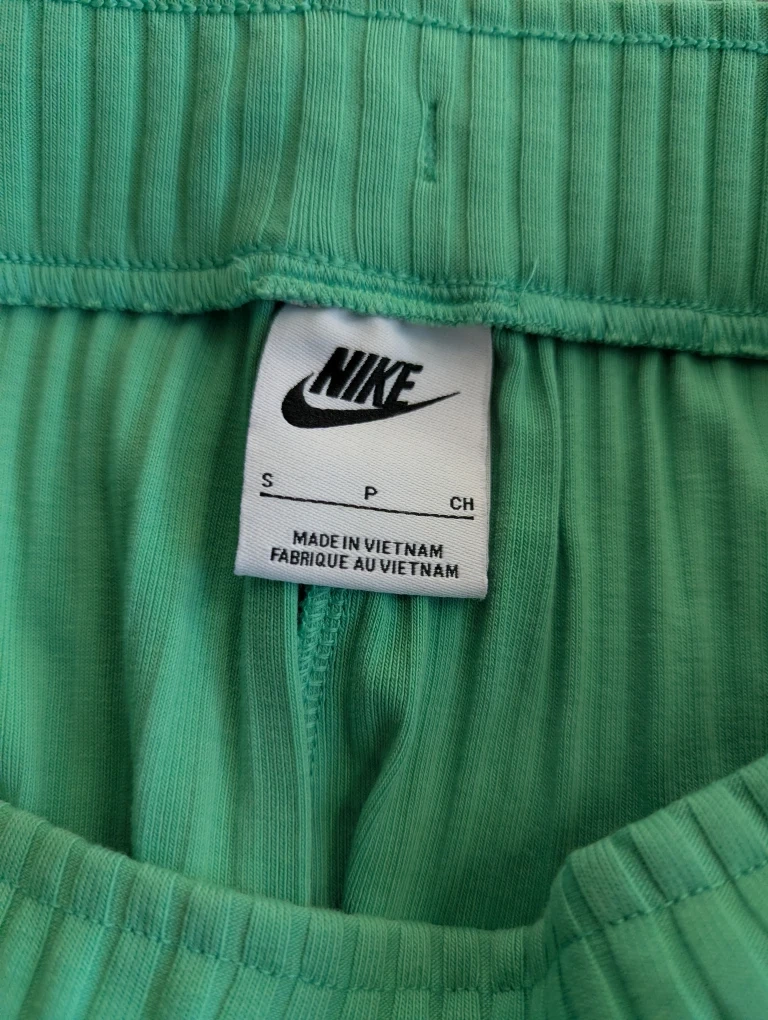 NIKE
S P CH
MADE IN VIETNAM
FABRIQUE AU VIETNAM